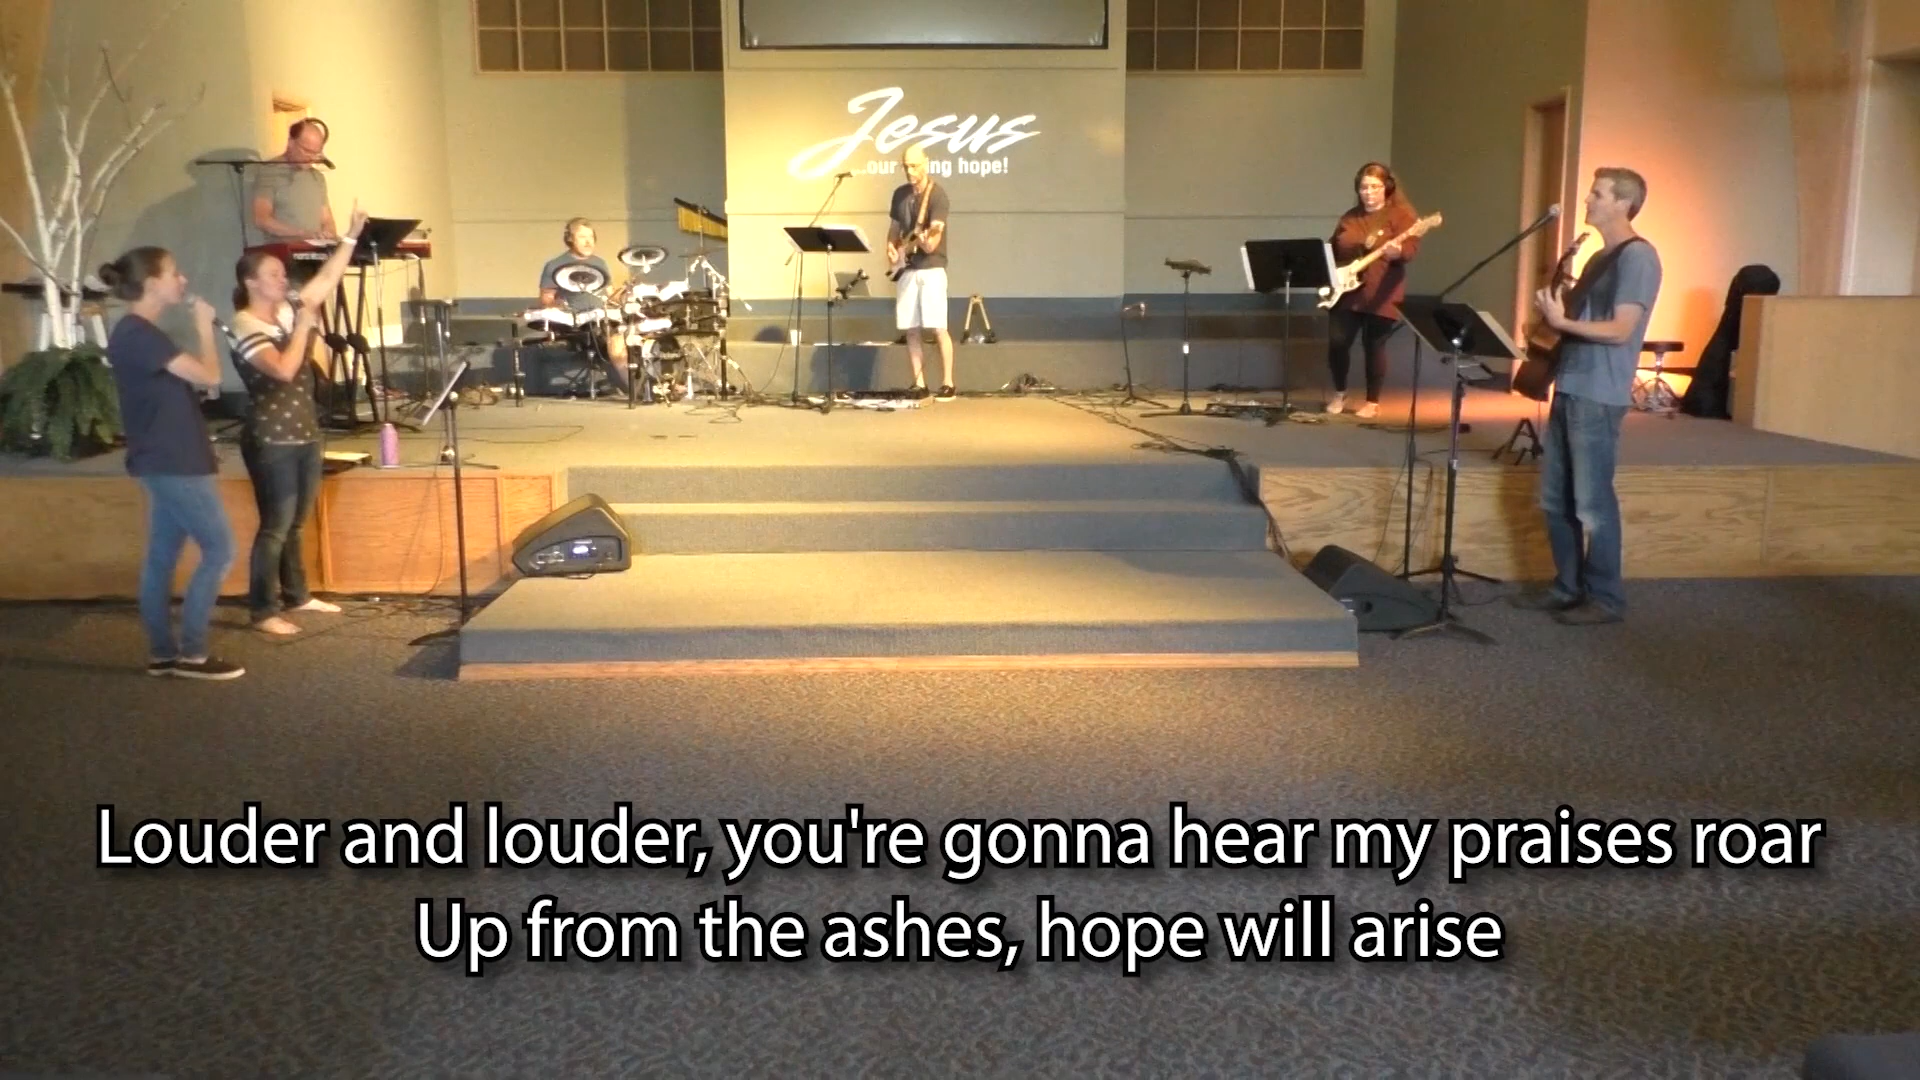 Jesus
...our ing hope!
Louder and louder, you're gonna hear my praises roar
Up from the ashes, hope will arise